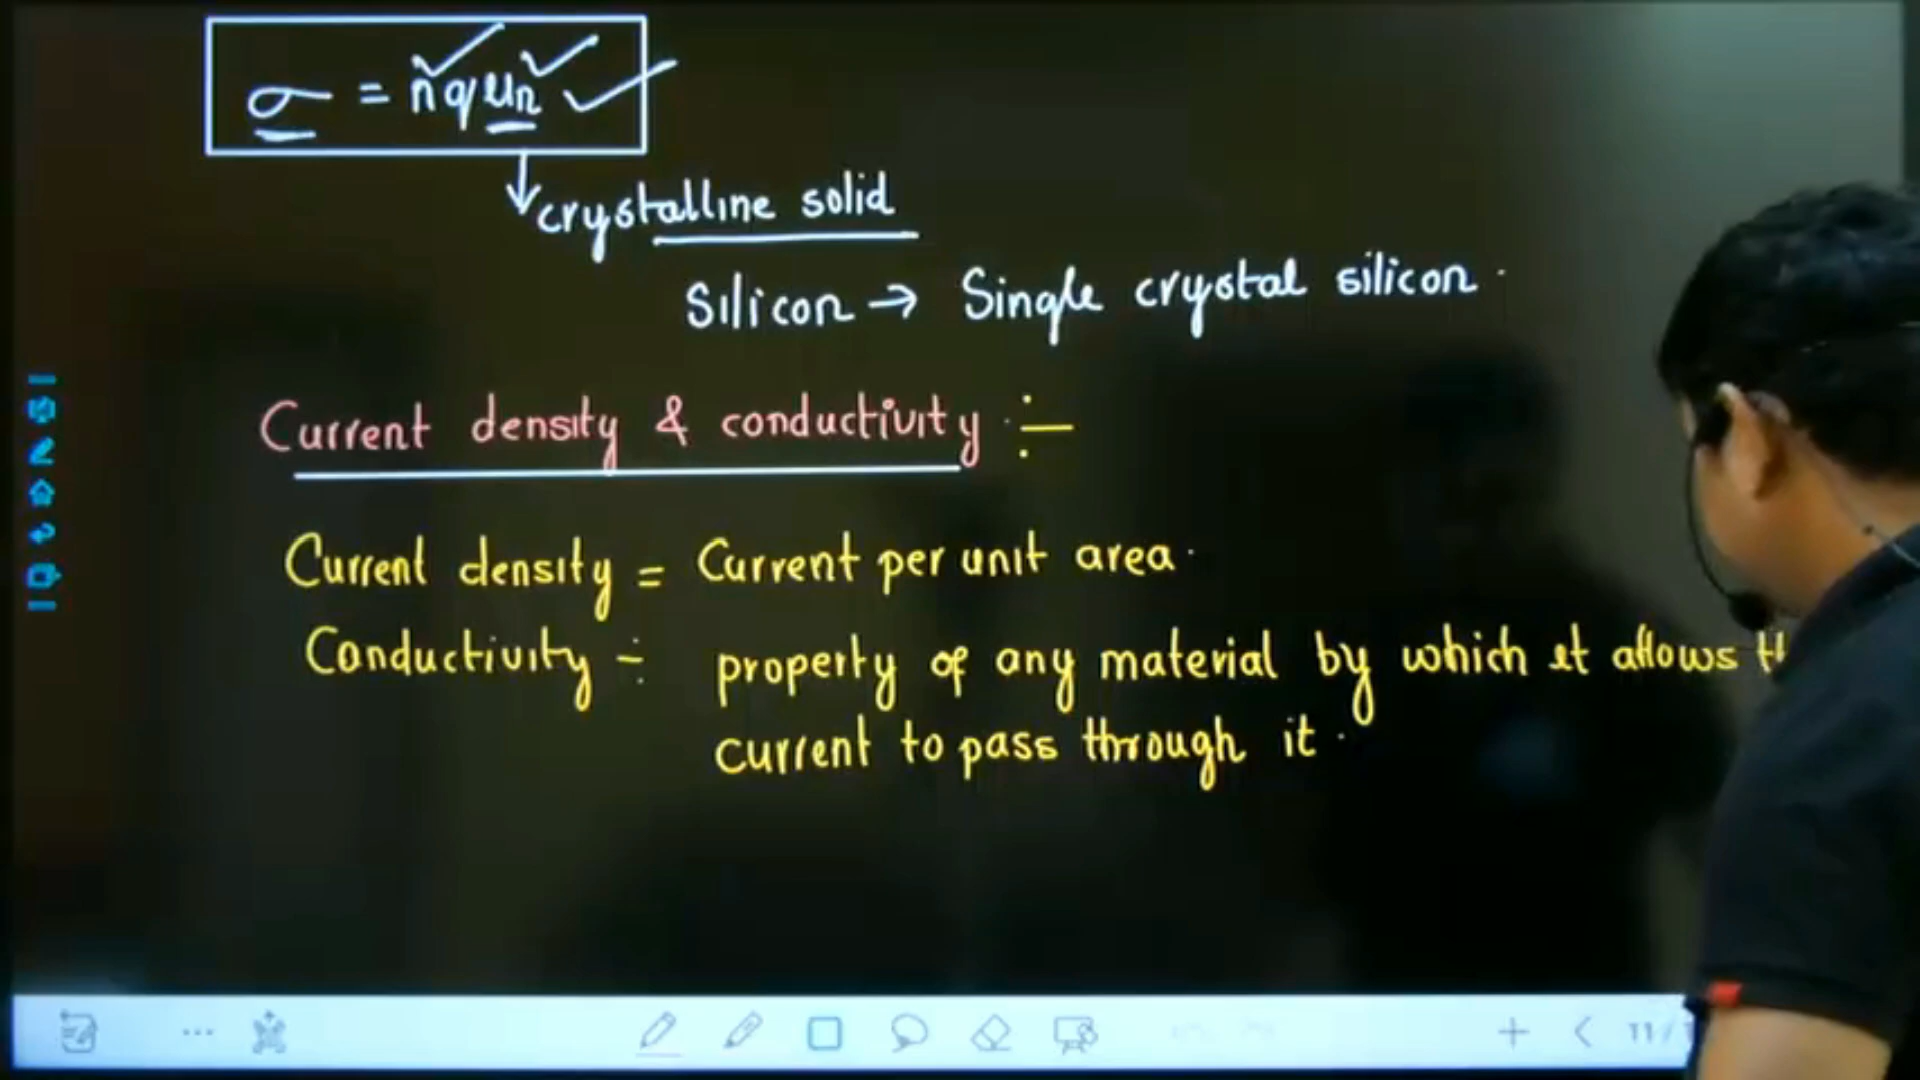 σ = nqμn
crystalline solid
Silicon → Single crystal silicon.
Current density & conductivity :-
Current density = Current per unit area.
Conductivity :- property of any material by which it allows
current to pass through it.
11 /